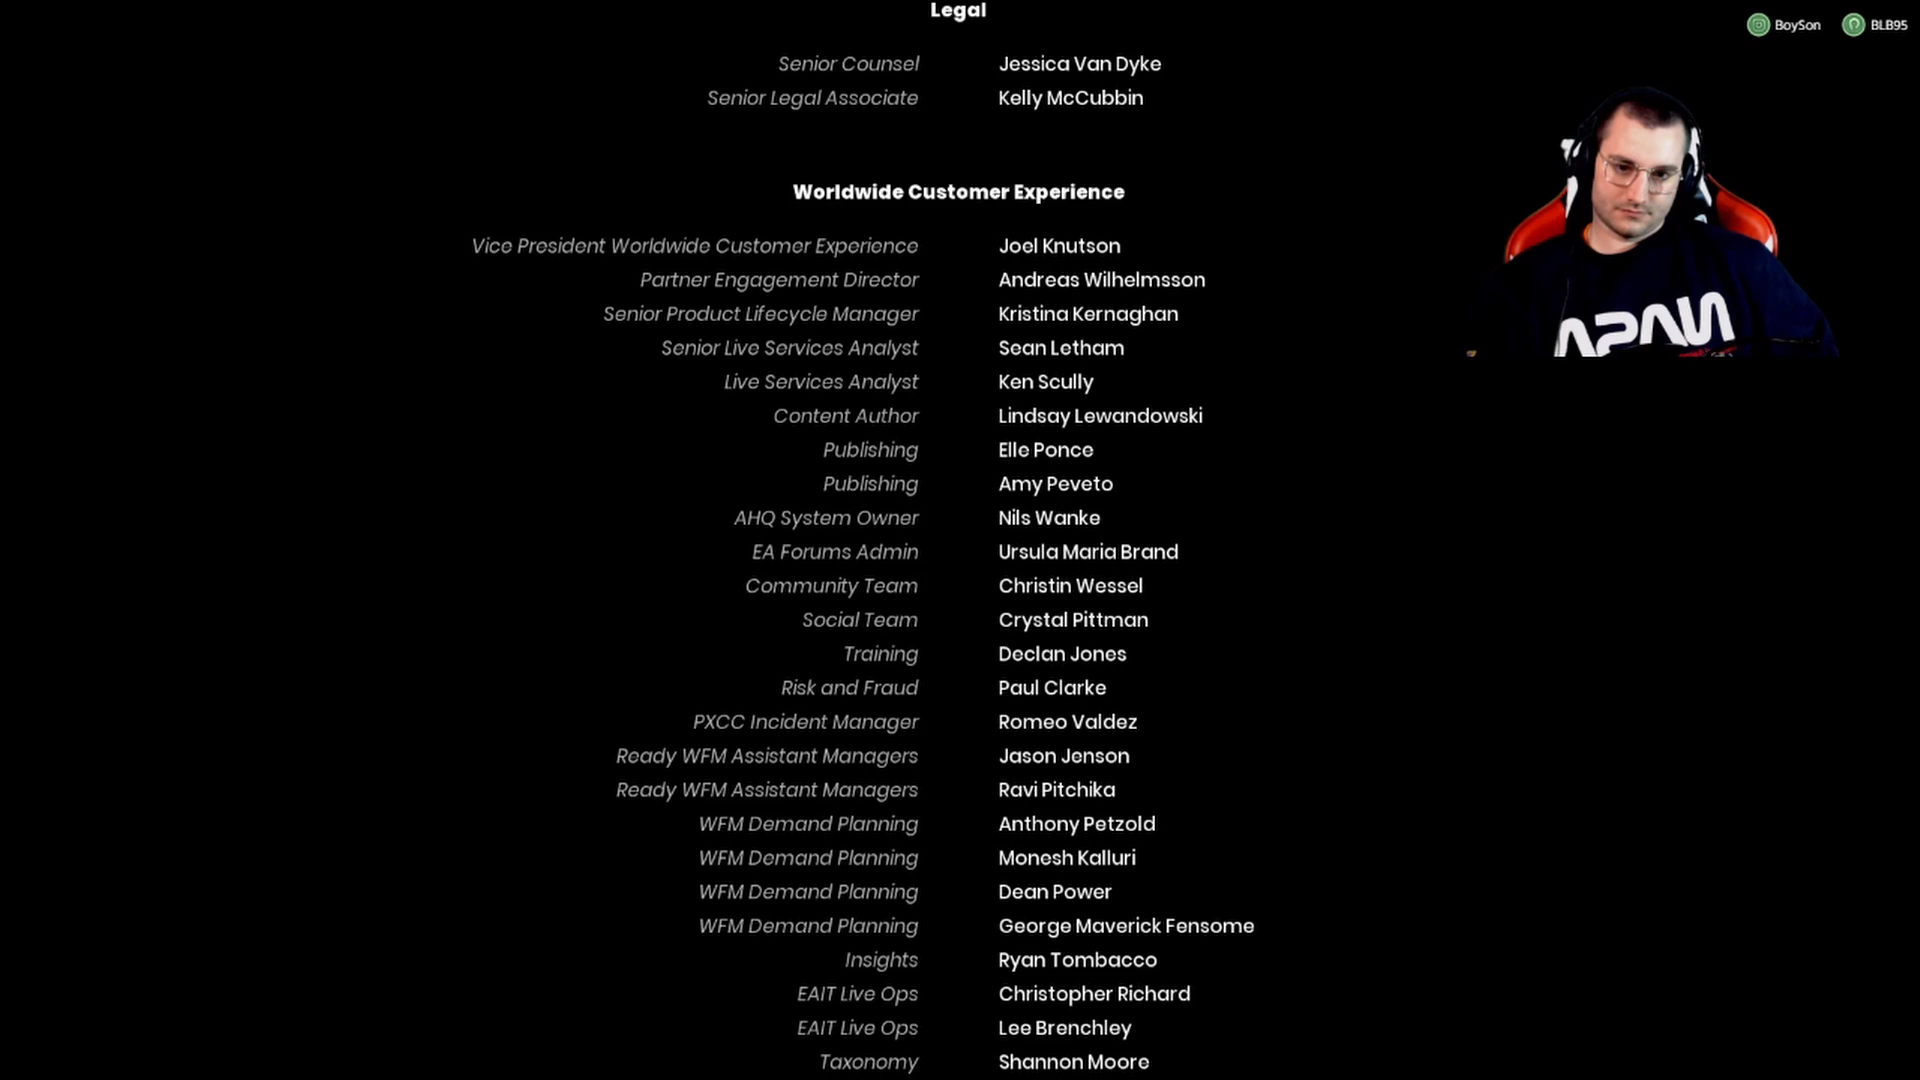 Legal
BoySon BLB95
Senior Counsel Jessica Van Dyke
Senior Legal Associate Kelly McCubbin
Worldwide Customer Experience
Vice President Worldwide Customer Experience Joel Knutson
Partner Engagement Director Andreas Wilhelmsson
Senior Product Lifecycle Manager Kristina Kernaghan
Senior Live Services Analyst Sean Letham
Live Services Analyst Ken Scully
Content Author Lindsay Lewandowski
Publishing Elle Ponce
Publishing Amy Peveto
AHQ System Owner Nils Wanke
EA Forums Admin Ursula Maria Brand
Community Team Christin Wessel
Social Team Crystal Pittman
Training Declan Jones
Risk and Fraud Paul Clarke
PXCC Incident Manager Romeo Valdez
Ready WFM Assistant Managers Jason Jenson
Ready WFM Assistant Managers Ravi Pitchika
WFM Demand Planning Anthony Petzold
WFM Demand Planning Monesh Kalluri
WFM Demand Planning Dean Power
WFM Demand Planning George Maverick Fensome
Insights Ryan Tombacco
EAIT Live Ops Christopher Richard
EAIT Live Ops Lee Brenchley
Taxonomy Shannon Moore
NASA